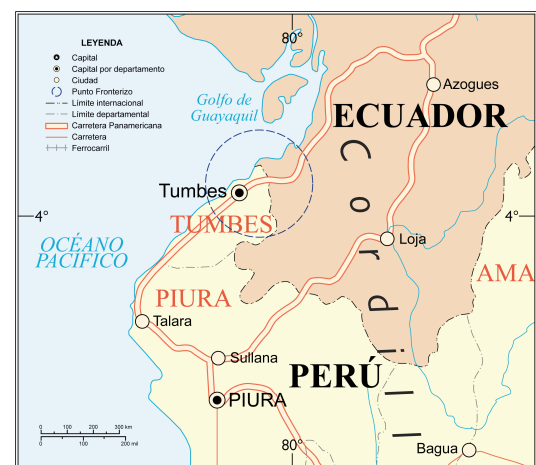 80°
LEYENDA
Capital
Capital por departamento
Ciudad
Punto Fronterizo
Límite internacional
Límite departamental
Carretera Panamericana
Carretera
Ferrocarril
Golfo de
Guayaquil
Azogues
ECUADOR
Tumbes
TUMBES
4°
4°
OCÉANO
PACÍFICO
Loja
AMA
PIURA
Talara
Sullana
PERÚ
PIURA
Cordill
0 100 200 300 km
0 100 200 mil
80°
Bagua